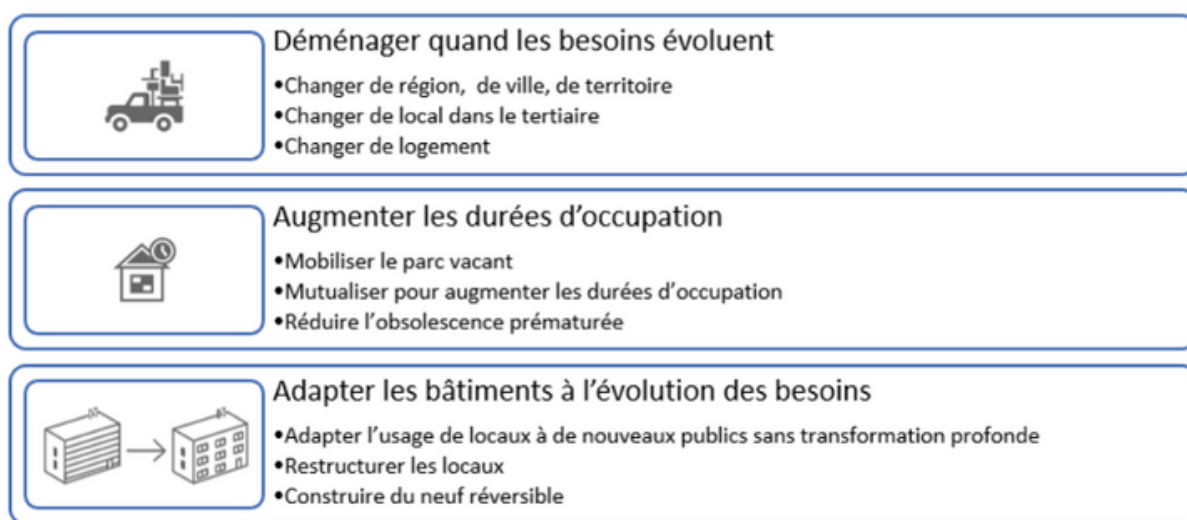 Déménager quand les besoins évoluent
•Changer de région, de ville, de territoire
•Changer de local dans le tertiaire
•Changer de logement
Augmenter les durées d’occupation
•Mobiliser le parc vacant
•Mutualiser pour augmenter les durées d’occupation
•Réduire l’obsolescence prématurée
Adapter les bâtiments à l’évolution des besoins
•Adapter l’usage de locaux à de nouveaux publics sans transformation profonde
•Restructurer les locaux
•Construire du neuf réversible